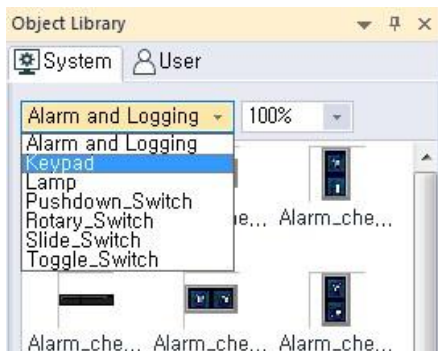 Object Library
System User
Alarm and Logging 100%
Alarm and Logging
Keypad
Lamp
Pushdown_Switch
Rotary_Switch
Slide_Switch
Toggle_Switch
Alarm_che...
Alarm_che... Alarm_che... Alarm_che...